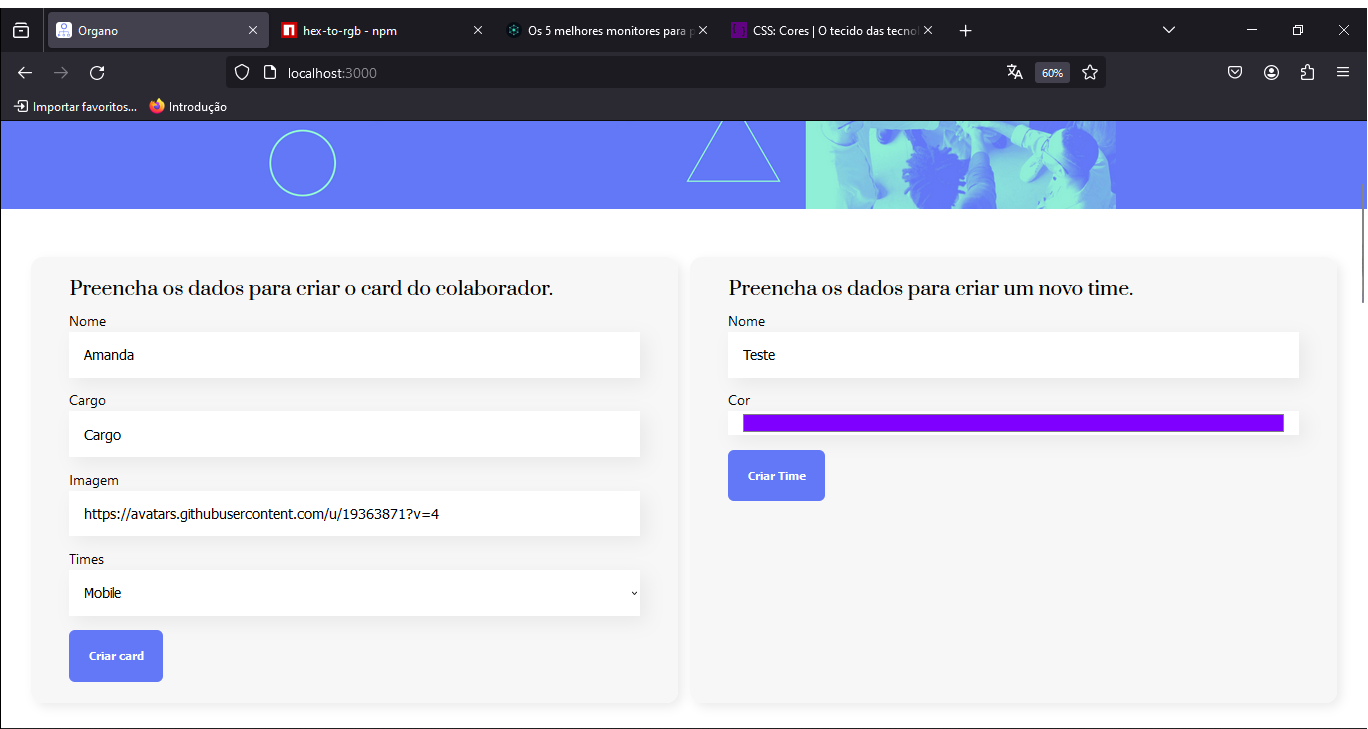 Organo
hex-to-rgb - npm
Os 5 melhores monitores para p
CSS: Cores | O tecido das tecnol
localhost:3000
60%
Importar favoritos...
Introdução
Preencha os dados para criar o card do colaborador.
Nome
Amanda
Cargo
Cargo
Imagem
https://avatars.githubusercontent.com/u/19363871?v=4
Times
Mobile
Criar card
Preencha os dados para criar um novo time.
Nome
Teste
Cor
Criar Time